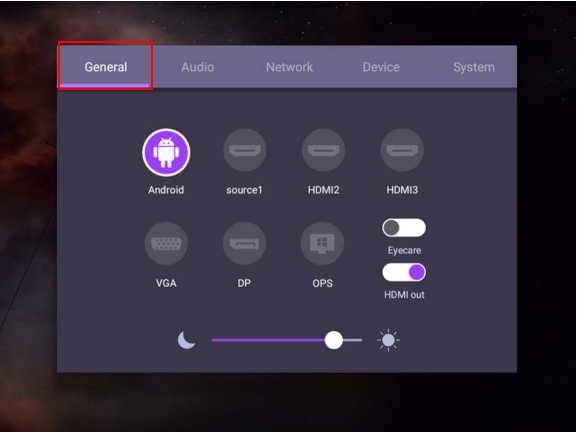 General Audio Network Device System
Android source1 HDMI2 HDMI3
Eyecare
VGA DP OPS
HDMI out